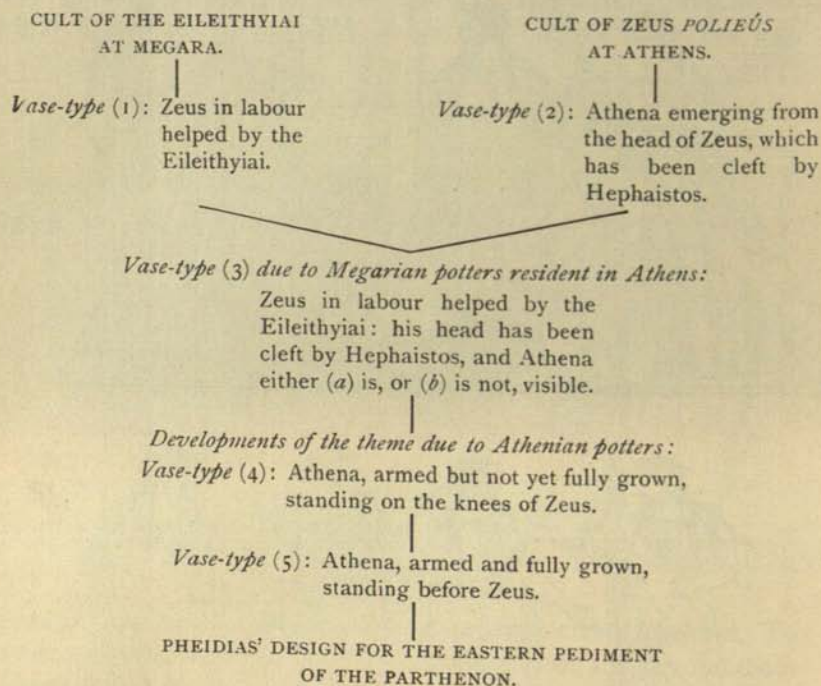 CULT OF THE EILEITHYIAI
AT MEGARA.
Vase-type (1): Zeus in labour
helped by the
Eileithyiai.
CULT OF ZEUS POLIEÚS
AT ATHENS.
Vase-type (2): Athena emerging from
the head of Zeus, which
has been cleft by
Hephaistos.
Vase-type (3) due to Megarian potters resident in Athens:
Zeus in labour helped by the
Eileithyiai: his head has been
cleft by Hephaistos, and Athena
either (a) is, or (b) is not, visible.
Developments of the theme due to Athenian potters:
Vase-type (4): Athena, armed but not yet fully grown,
standing on the knees of Zeus.
Vase-type (5): Athena, armed and fully grown,
standing before Zeus.
PHEIDIAS' DESIGN FOR THE EASTERN PEDIMENT
OF THE PARTHENON.